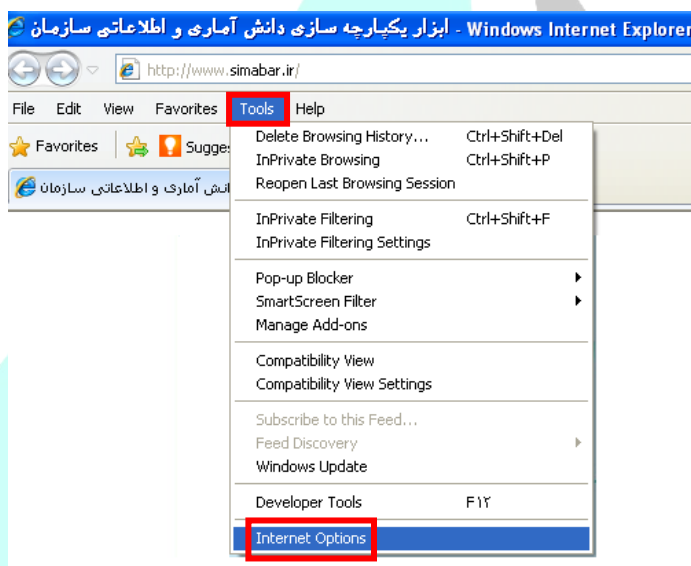 ابزار یکپارچه سازی دانش آماری و اطلاعاتی سازمان - Windows Internet Explorer
http://www.simabar.ir/
File Edit View Favorites Tools Help
Favorites Sugges
انش آماری و اطلاعاتی سازمان
Delete Browsing History... Ctrl+Shift+Del
InPrivate Browsing Ctrl+Shift+P
Reopen Last Browsing Session
InPrivate Filtering Ctrl+Shift+F
InPrivate Filtering Settings
Pop-up Blocker
SmartScreen Filter
Manage Add-ons
Compatibility View
Compatibility View Settings
Subscribe to this Feed...
Feed Discovery
Windows Update
Developer Tools F۱۲
Internet Options